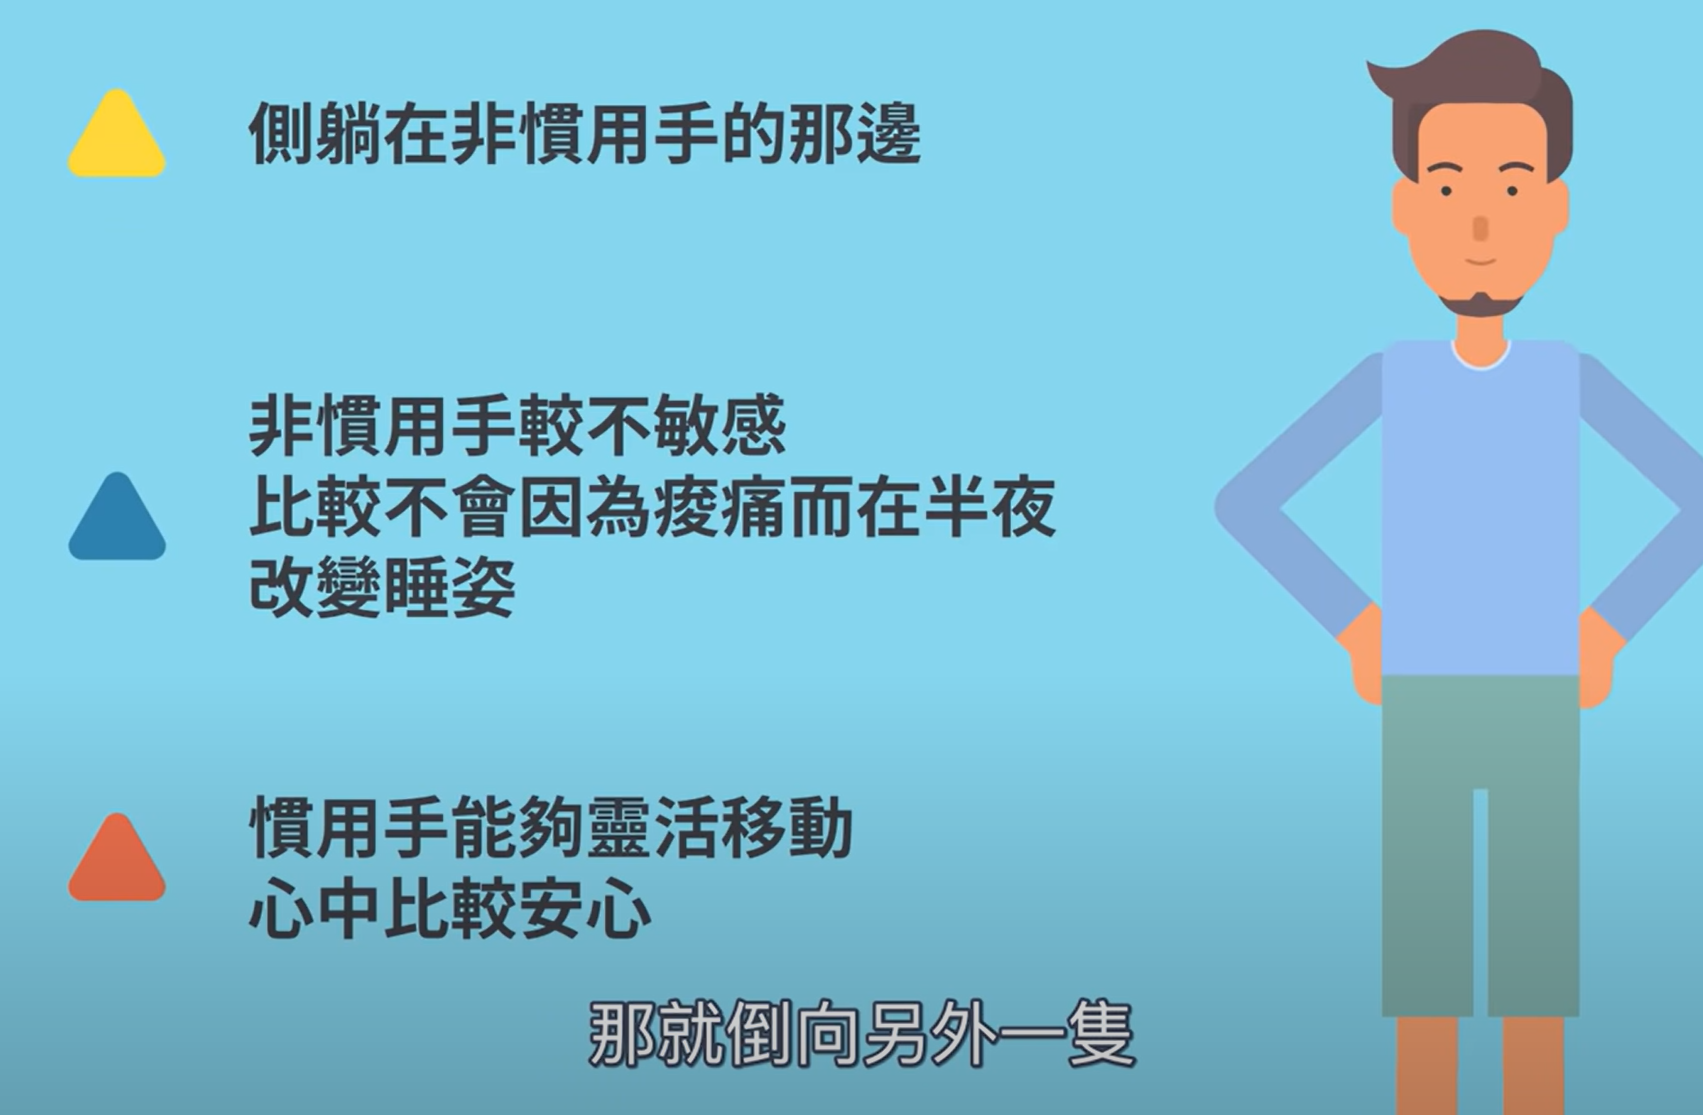 側躺在非慣用手的那邊
非慣用手較不敏感
比較不會因為痠痛而在半夜
改變睡姿
慣用手能夠靈活移動
心中比較安心
那就倒向另外一隻